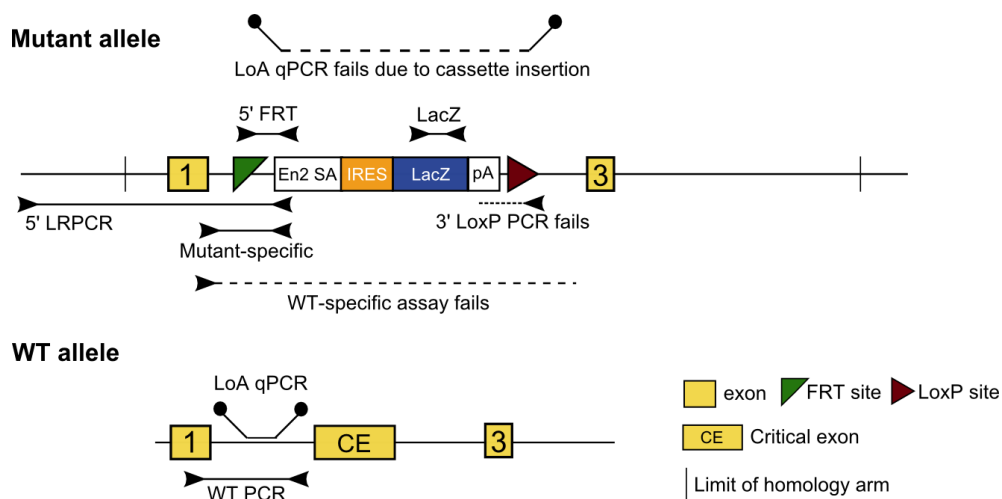 Mutant allele
LoA qPCR fails due to cassette insertion
5' FRT
LacZ
1
En2 SA
IRES
LacZ
pA
3
5' LRPCR
3' LoxP PCR fails
Mutant-specific
WT-specific assay fails
WT allele
LoA qPCR
1
CE
3
WT PCR
exon
FRT site
LoxP site
CE
Critical exon
Limit of homology arm